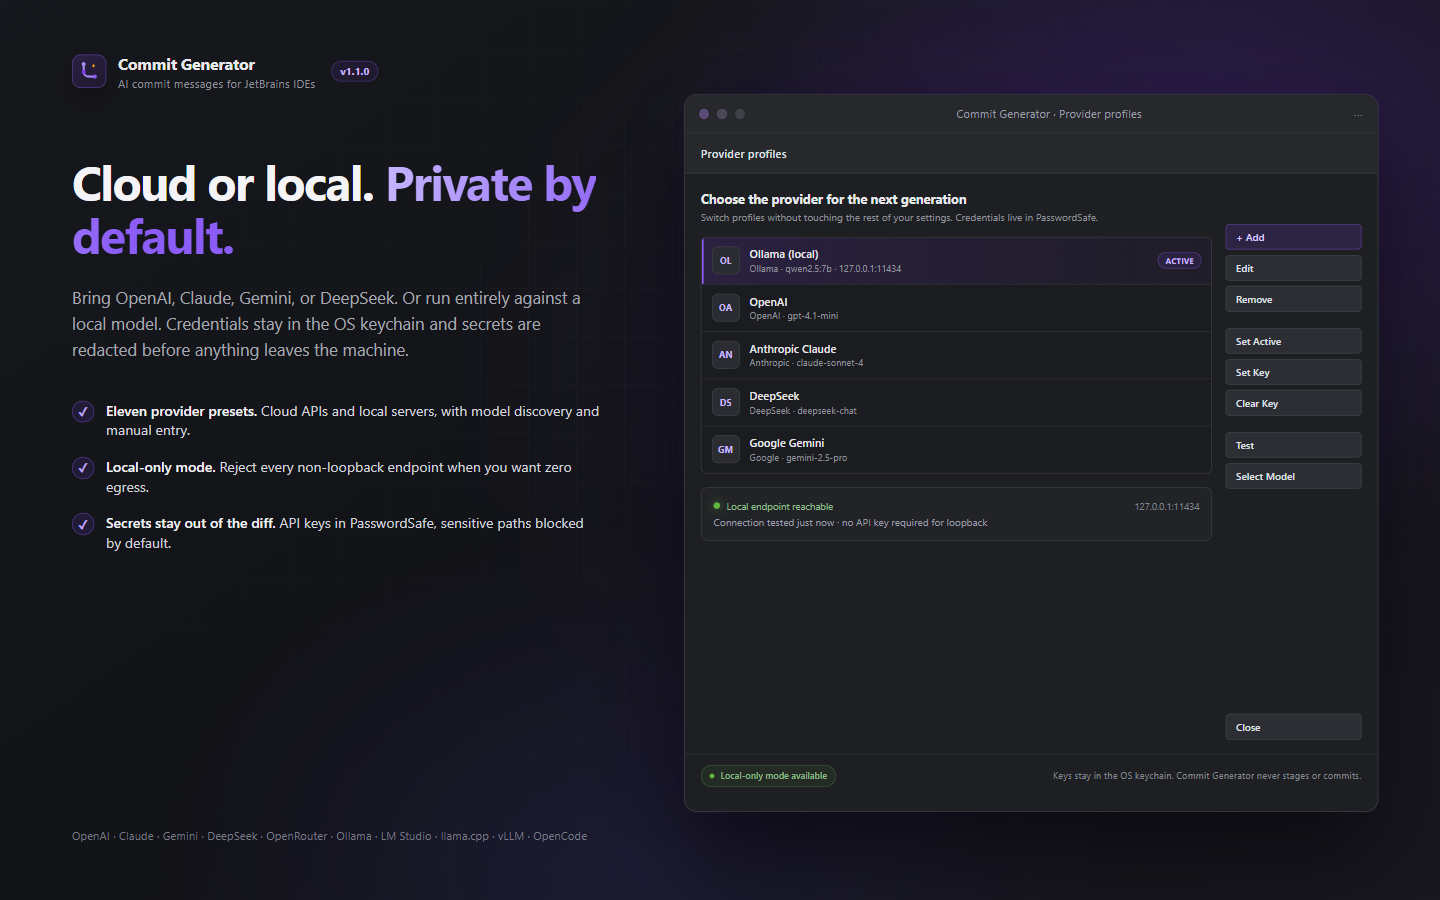 Commit Generator
AI commit messages for JetBrains IDEs
v1.1.0
Cloud or local. Private by
default.
Bring OpenAI, Claude, Gemini, or DeepSeek. Or run entirely against a
local model. Credentials stay in the OS keychain and secrets are
redacted before anything leaves the machine.
Eleven provider presets. Cloud APIs and local servers, with model discovery and
manual entry.
Local-only mode. Reject every non-loopback endpoint when you want zero
egress.
Secrets stay out of the diff. API keys in PasswordSafe, sensitive paths blocked
by default.
OpenAI · Claude · Gemini · DeepSeek · OpenRouter · Ollama · LM Studio · llama.cpp · vLLM · OpenCode
Commit Generator · Provider profiles
...
Provider profiles
Choose the provider for the next generation
Switch profiles without touching the rest of your settings. Credentials live in PasswordSafe.
OL
Ollama (local)
Ollama · qwen2.5:7b · 127.0.0.1:11434
ACTIVE
OA
OpenAI
OpenAI · gpt-4.1-mini
AN
Anthropic Claude
Anthropic · claude-sonnet-4
DS
DeepSeek
DeepSeek · deepseek-chat
GM
Google Gemini
Google · gemini-2.5-pro
Local endpoint reachable
127.0.0.1:11434
Connection tested just now · no API key required for loopback
+ Add
Edit
Remove
Set Active
Set Key
Clear Key
Test
Select Model
Close
Local-only mode available
Keys stay in the OS keychain. Commit Generator never stages or commits.